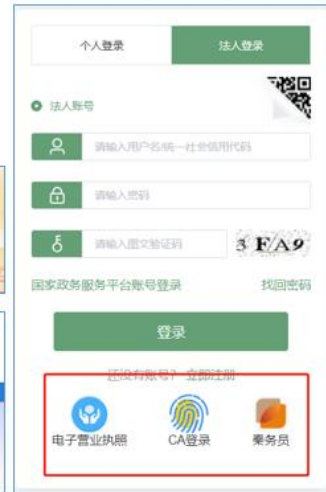 个人登录 法人登录
法人账号
请输入用户名/统一社会信用代码
请输入密码
请输入图文验证码 3 FA9
国家政务服务平台账号登录 找回密码
登录
还没有账号? 立即注册
电子营业执照 CA登录 秦务员